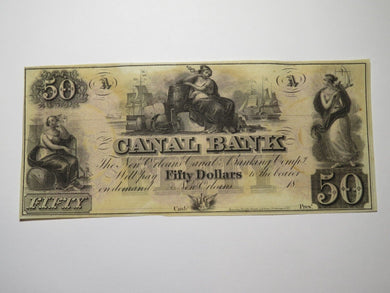 50 A A
CANAL BANK
The New Orleans Canal & Banking Comp.y
Will pay Fifty Dollars to the bearer
on demand New Orleans 18
FIFTY Cash.r Pres.t 50